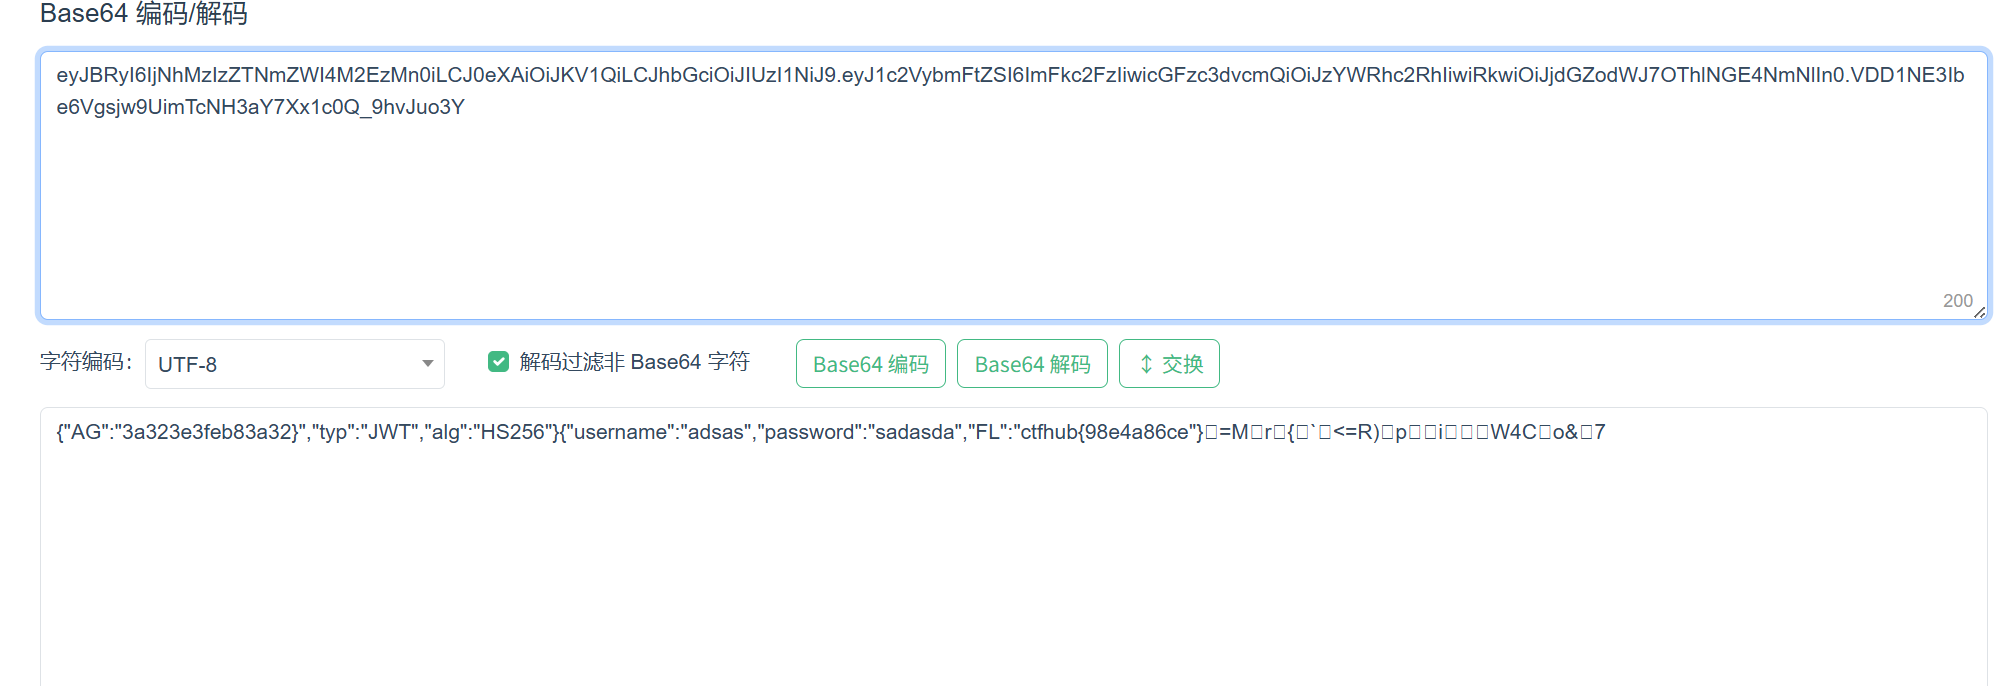 Base64 编码/解码
eyJBRyI6IjNhMzIzZTNmZWI4M2EzMn0iLCJ0eXAiOiJKV1QiLCJhbGciOiJIUzI1NiJ9.eyJ1c2VybmFtZSI6ImFkc2FzIiwicGFzc3dvcmQiOiJzYWRhc2RhIiwiRkwiOiJjdGZodWJ7OThlNGE4NmNlIn0.VDD1NE3Ib
e6Vgsjw9UimTcNH3aY7Xx1c0Q_9hvJuo3Y
200
字符编码： UTF-8 解码过滤非 Base64 字符 Base64 编码 Base64 解码 交换
{"AG":"3a323e3feb83a32}","typ":"JWT","alg":"HS256"}{"username":"adsas","password":"sadasda","FL":"ctfhub{98e4a86ce"}□=M□r□{□`□<=R)□p□□i□□□W4C□o&□7